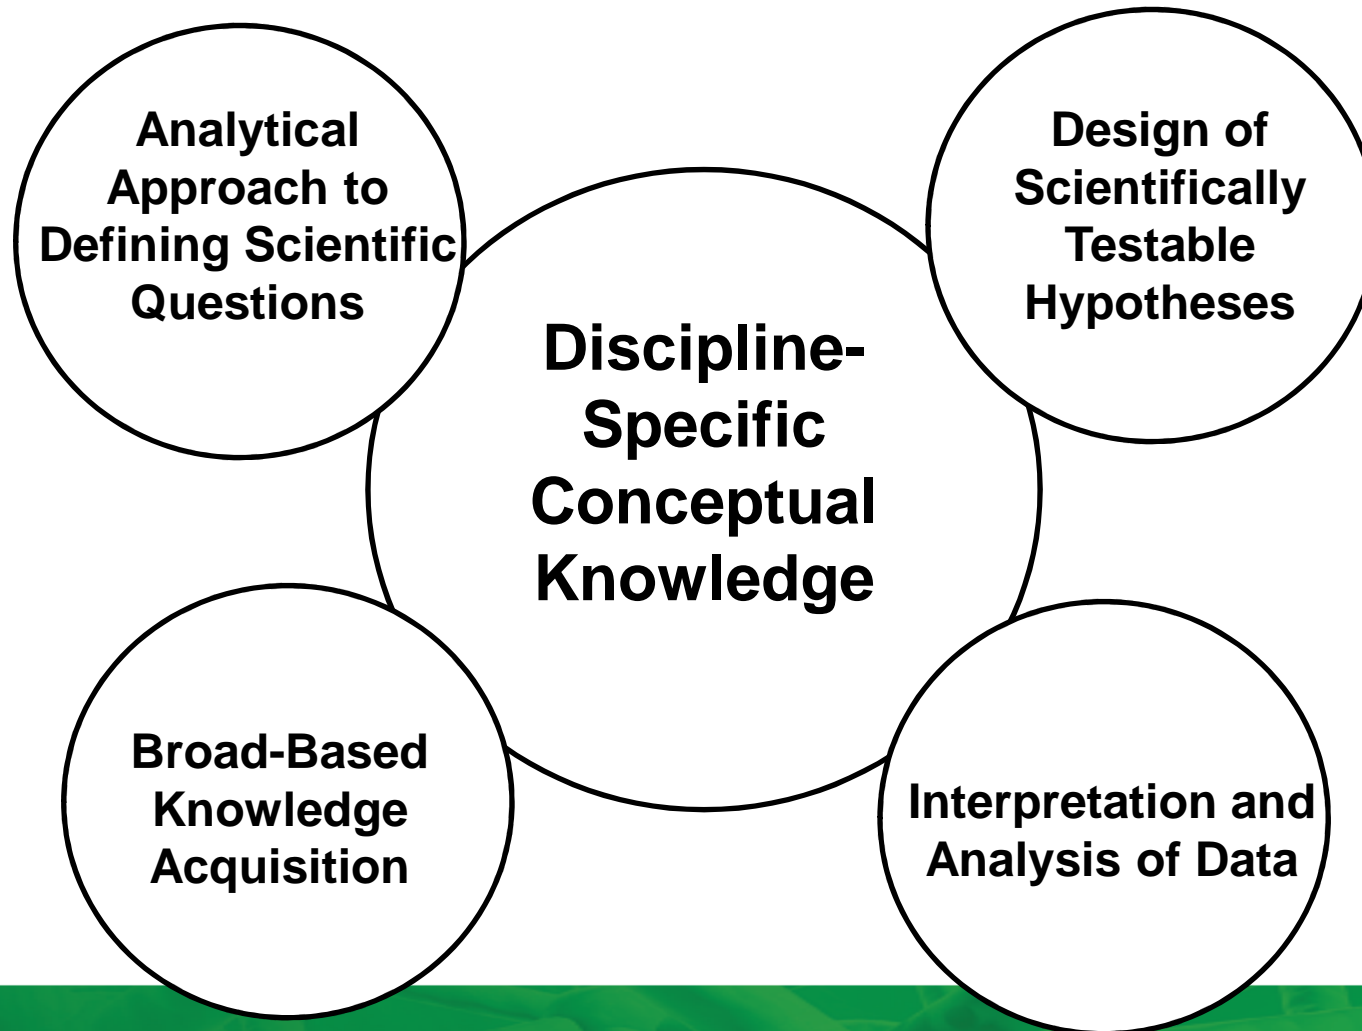 Analytical
Approach to
Defining Scientific
Questions
Design of
Scientifically
Testable
Hypotheses
Discipline-
Specific
Conceptual
Knowledge
Broad-Based
Knowledge
Acquisition
Interpretation and
Analysis of Data